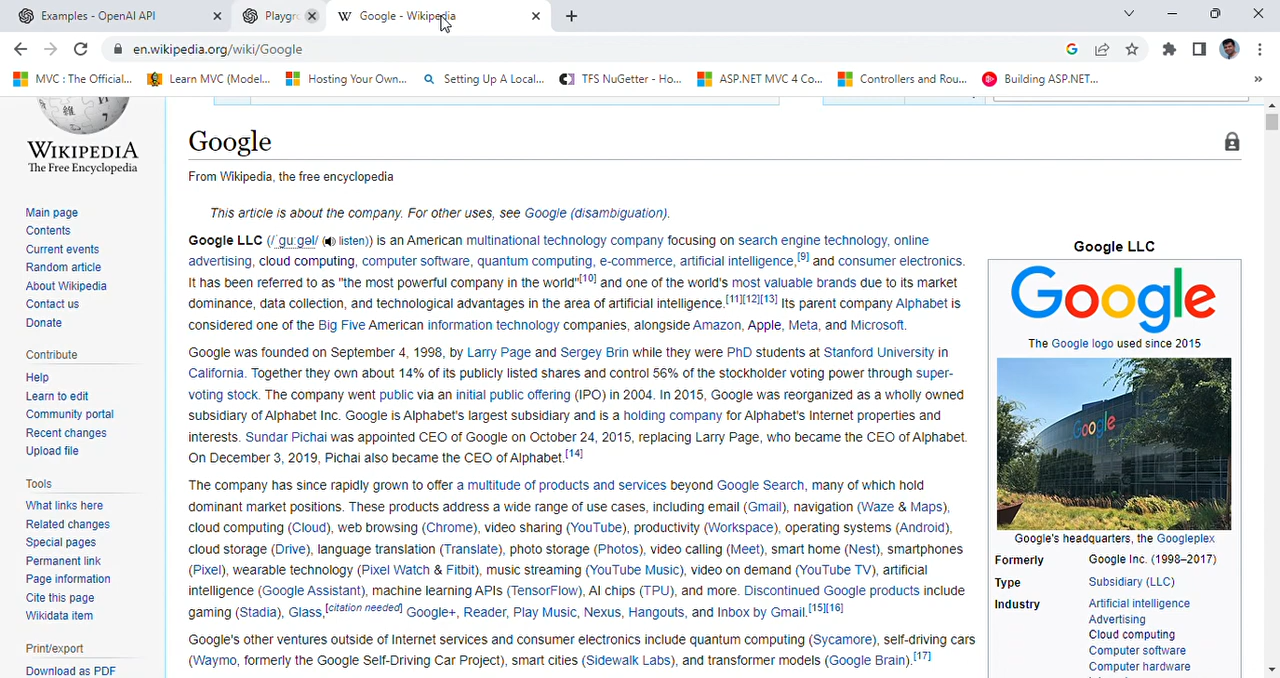 Examples - OpenAI API
Playgr
Google - Wikipedia
en.wikipedia.org/wiki/Google
MVC : The Official...
Learn MVC (Model...
Hosting Your Own...
Setting Up A Local...
TFS NuGetter - Ho...
ASP.NET MVC 4 Co...
Controllers and Rou...
Building ASP.NET...
WIKIPEDIA
The Free Encyclopedia
Main page
Contents
Current events
Random article
About Wikipedia
Contact us
Donate
Contribute
Help
Learn to edit
Community portal
Recent changes
Upload file
Tools
What links here
Related changes
Special pages
Permanent link
Page information
Cite this page
Wikidata item
Print/export
Download as PDF
Google
From Wikipedia, the free encyclopedia
This article is about the company. For other uses, see Google (disambiguation).
Google LLC (/ˈɡuːɡəl/ (listen)) is an American multinational technology company focusing on search engine technology, online
advertising, cloud computing, computer software, quantum computing, e-commerce, artificial intelligence,[9] and consumer electronics.
It has been referred to as "the most powerful company in the world"[10] and one of the world's most valuable brands due to its market
dominance, data collection, and technological advantages in the area of artificial intelligence.[11][12][13] Its parent company Alphabet is
considered one of the Big Five American information technology companies, alongside Amazon, Apple, Meta, and Microsoft.
Google was founded on September 4, 1998, by Larry Page and Sergey Brin while they were PhD students at Stanford University in
California. Together they own about 14% of its publicly listed shares and control 56% of the stockholder voting power through super-
voting stock. The company went public via an initial public offering (IPO) in 2004. In 2015, Google was reorganized as a wholly owned
subsidiary of Alphabet Inc. Google is Alphabet's largest subsidiary and is a holding company for Alphabet's Internet properties and
interests. Sundar Pichai was appointed CEO of Google on October 24, 2015, replacing Larry Page, who became the CEO of Alphabet.
On December 3, 2019, Pichai also became the CEO of Alphabet.[14]
The company has since rapidly grown to offer a multitude of products and services beyond Google Search, many of which hold
dominant market positions. These products address a wide range of use cases, including email (Gmail), navigation (Waze & Maps),
cloud computing (Cloud), web browsing (Chrome), video sharing (YouTube), productivity (Workspace), operating systems (Android),
cloud storage (Drive), language translation (Translate), photo storage (Photos), video calling (Meet), smart home (Nest), smartphones
(Pixel), wearable technology (Pixel Watch & Fitbit), music streaming (YouTube Music), video on demand (YouTube TV), artificial
intelligence (Google Assistant), machine learning APIs (TensorFlow), AI chips (TPU), and more. Discontinued Google products include
gaming (Stadia), Glass,[citation needed] Google+, Reader, Play Music, Nexus, Hangouts, and Inbox by Gmail.[15][16]
Google's other ventures outside of Internet services and consumer electronics include quantum computing (Sycamore), self-driving cars
(Waymo, formerly the Google Self-Driving Car Project), smart cities (Sidewalk Labs), and transformer models (Google Brain).[17]
Google LLC
Google
The Google logo used since 2015
Google
Google's headquarters, the Googleplex
Formerly Google Inc. (1998–2017)
Type Subsidiary (LLC)
Industry Artificial intelligence
Advertising
Cloud computing
Computer software
Computer hardware